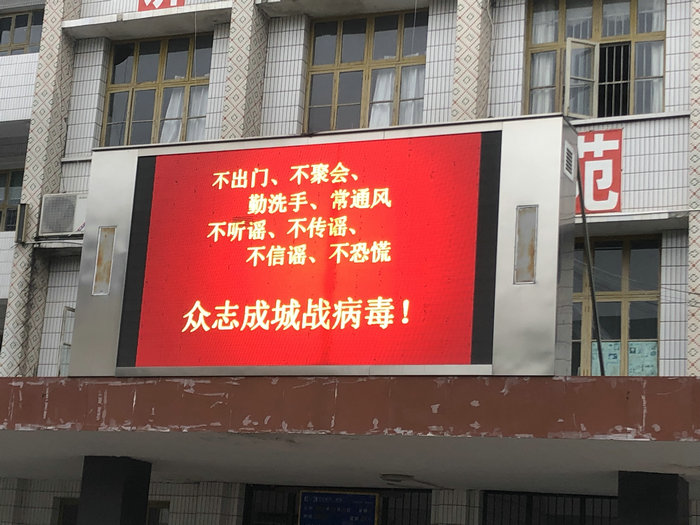 不出门、不聚会、
勤洗手、常通风
不听谣、不传谣、
不信谣、不恐慌
众志成城战病毒！
范